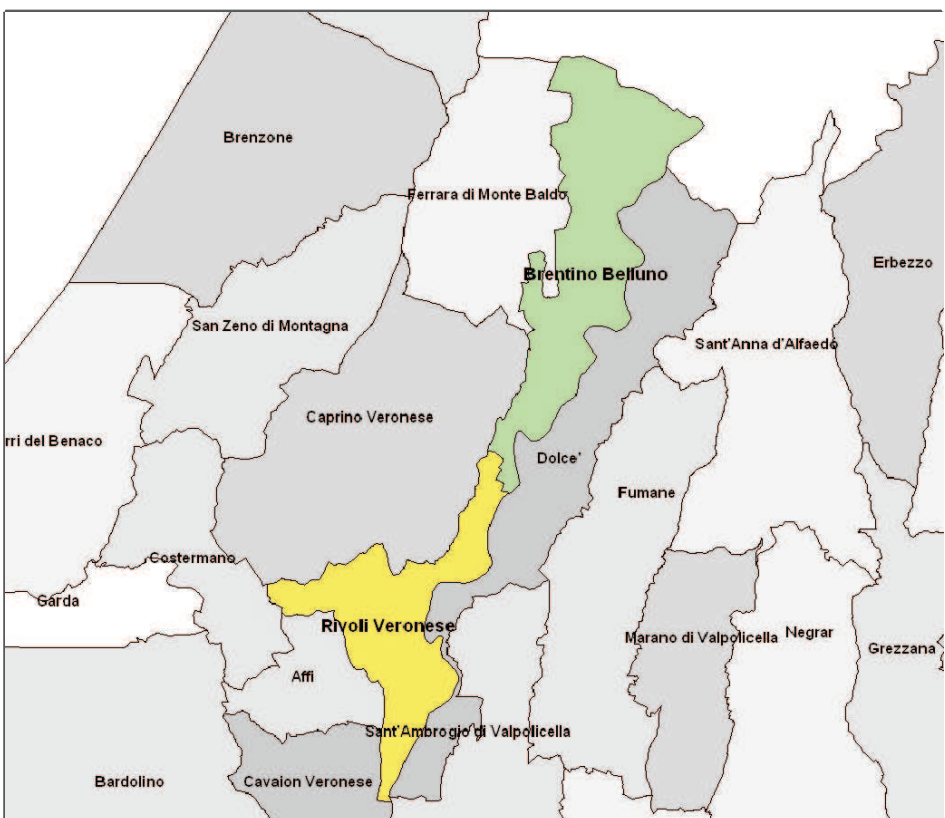 Brenzone
Ferrara di Monte Baldo
Erbezzo
Brentino Belluno
San Zeno di Montagna
Sant'Anna d'Alfaedo
Caprino Veronese
rri del Benaco
Dolce'
Fumane
Costermano
Garda
Rivoli Veronese
Marano di Valpolicella
Negrar
Grezzana
Affi
Sant'Ambrogio di Valpolicella
Bardolino
Cavaion Veronese